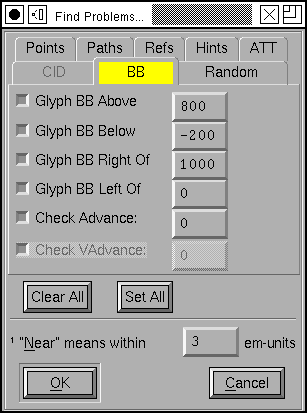 Find Problems...
Points Paths Refs Hints ATT
CID BB Random
Glyph BB Above 800
Glyph BB Below -200
Glyph BB Right Of 1000
Glyph BB Left Of 0
Check Advance: 0
Check VAdvance: 0
Clear All Set All
¹ "Near" means within 3 em-units
OK Cancel